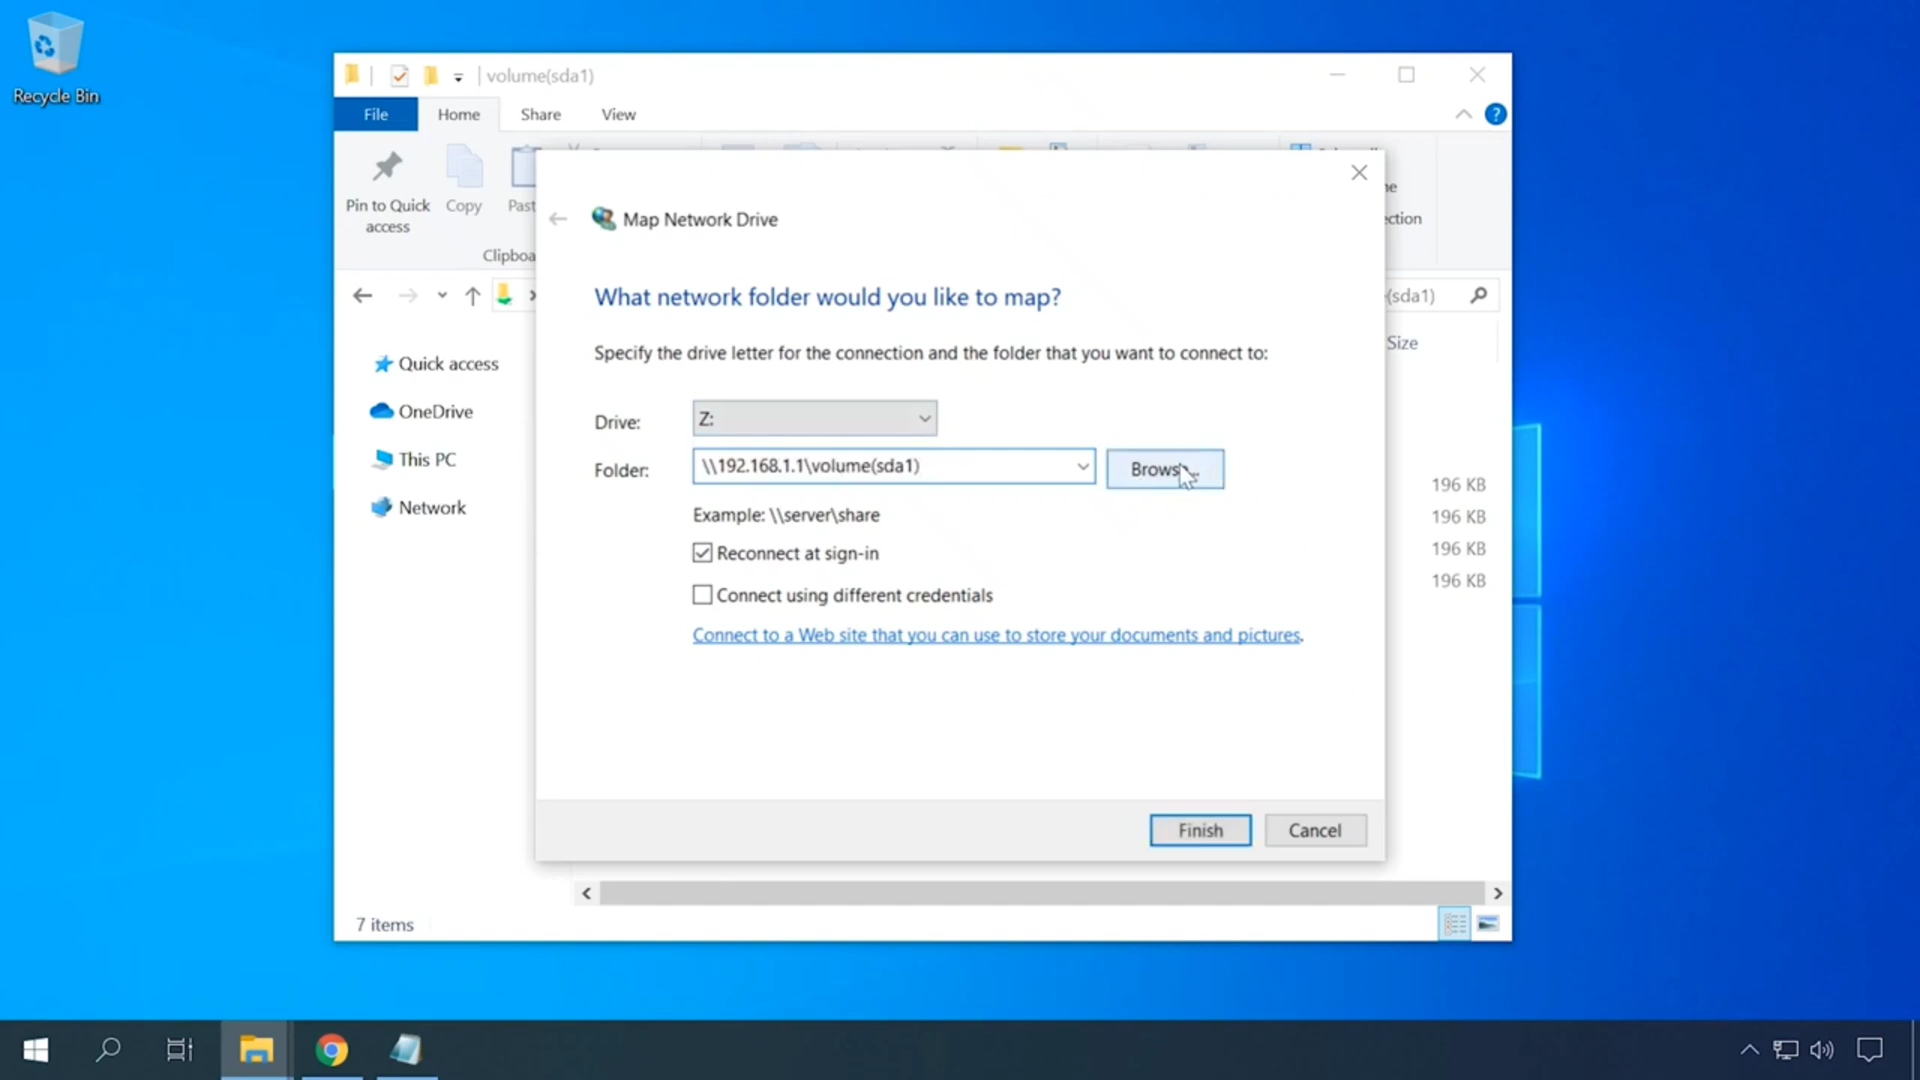 Recycle Bin
volume(sda1)
File
Home
Share
View
Pin to Quick
access
Copy
Clipboa
ction
(sda1)
Map Network Drive
What network folder would you like to map?
Specify the drive letter for the connection and the folder that you want to connect to:
Drive:
Z:
Folder:
\\192.168.1.1\volume(sda1)
Example: \\server\share
Reconnect at sign-in
Connect using different credentials
Connect to a Web site that you can use to store your documents and pictures.
Finish
Cancel
Quick access
OneDrive
This PC
Network
Size
196 KB
196 KB
196 KB
196 KB
7 items